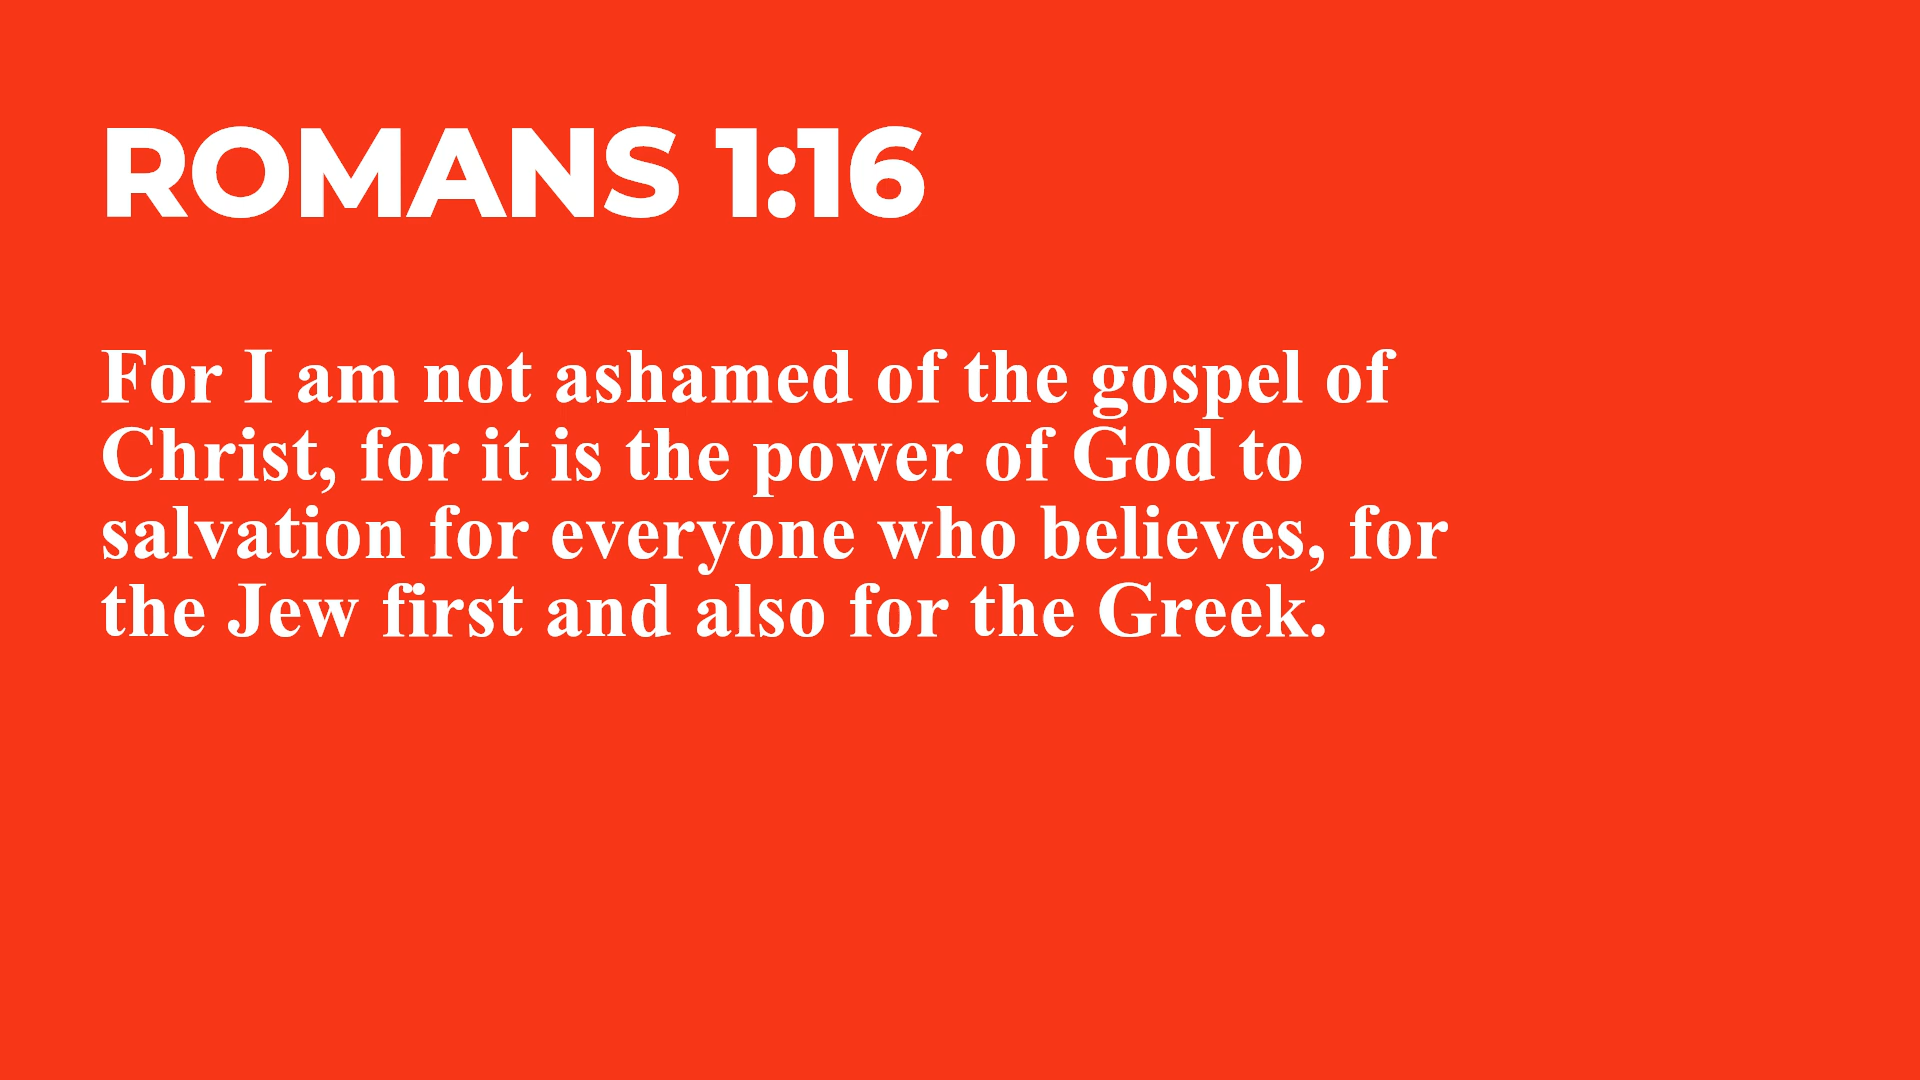 ROMANS 1:16
For I am not ashamed of the gospel of
Christ, for it is the power of God to
salvation for everyone who believes, for
the Jew first and also for the Greek.